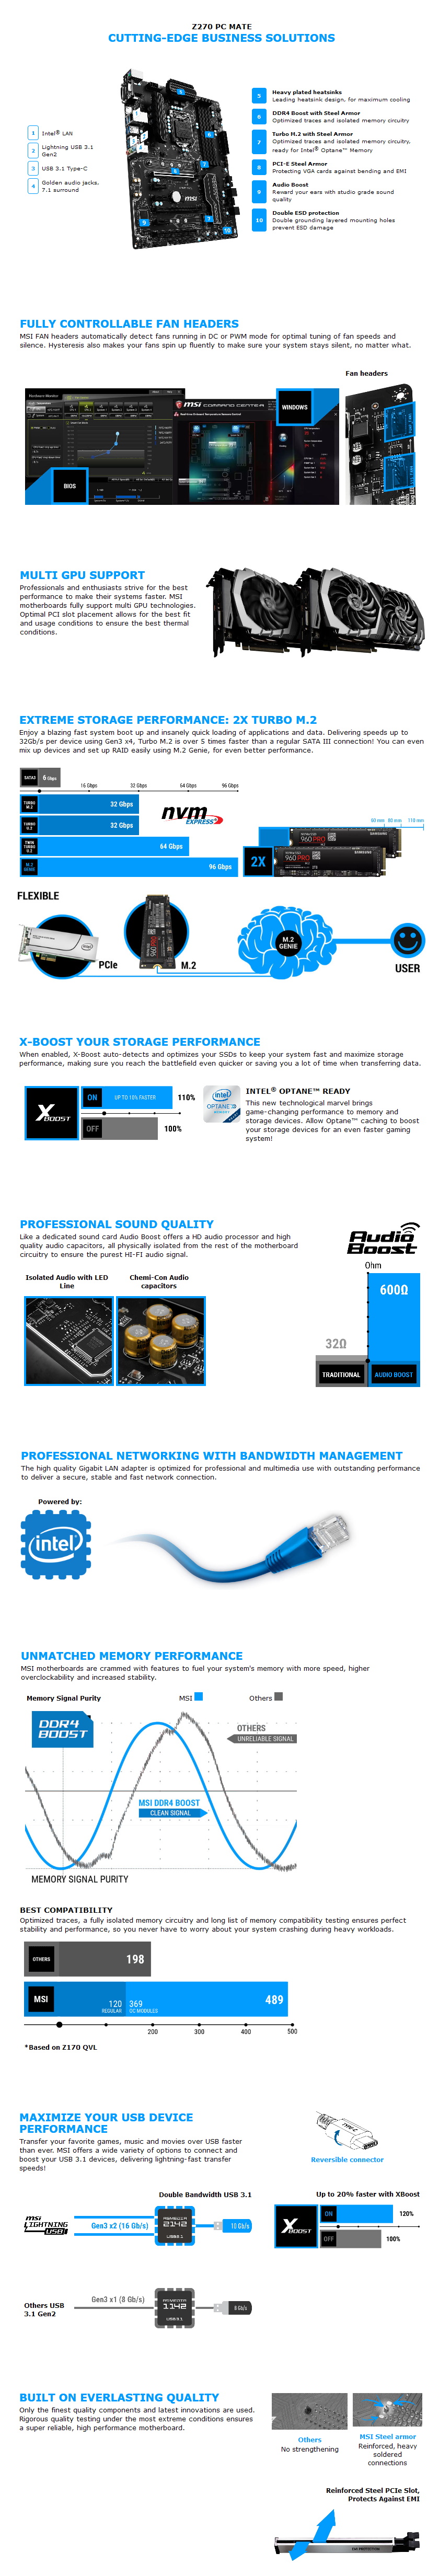 Z270 PC MATE
CUTTING-EDGE BUSINESS SOLUTIONS
1 Intel® LAN
2 Lightning USB 3.1
Gen2
3 USB 3.1 Type-C
4 Golden audio jacks,
7.1 surround
5 Heavy plated heatsinks
Leading heatsink design, for maximum cooling
6 DDR4 Boost with Steel Armor
Optimized traces and isolated memory circuitry
7 Turbo M.2 with Steel Armor
Optimized traces and isolated memory circuitry,
ready for Intel® Optane™ Memory
8 PCI-E Steel Armor
Protecting VGA cards against bending and EMI
9 Audio Boost
Reward your ears with studio grade sound
quality
10 Double ESD protection
Double grounding layered mounting holes
prevent ESD damage
FULLY CONTROLLABLE FAN HEADERS
MSI FAN headers automatically detect fans running in DC or PWM mode for optimal tuning of fan speeds and
silence. Hysteresis also makes your fans spin up fluently to make sure your system stays silent, no matter what.
Fan headers
Hardware Monitor
MSI COMMAND CENTER
WINDOWS
BIOS
MULTI GPU SUPPORT
Professionals and enthusiasts strive for the best
performance to make their systems faster. MSI
motherboards fully support multi GPU technologies.
Optimal PCI slot placement allows for the best fit
and usage conditions to ensure the best thermal
conditions.
EXTREME STORAGE PERFORMANCE: 2X TURBO M.2
Enjoy a blazing fast system boot up and insanely quick loading of applications and data. Delivering speeds up to
32Gb/s per device using Gen3 x4, Turbo M.2 is over 5 times faster than a regular SATA III connection! You can even
mix up devices and set up RAID easily using M.2 Genie, for even better performance.
SATA3 6 Gbps
16 Gbps 32 Gbps 64 Gbps 96 Gbps
TURBO M.2 32 Gbps
TURBO U.2 32 Gbps
TWIN TURBO U.2 64 Gbps
M.2 GENIE 96 Gbps
nvm EXPRESS
60 mm 80 mm 110 mm
960 PRO
960 PRO
2X
FLEXIBLE
intel
PCIe
960 PRO
M.2
M.2 GENIE
USER
X-BOOST YOUR STORAGE PERFORMANCE
When enabled, X-Boost auto-detects and optimizes your SSDs to keep your system fast and maximize storage
performance, making sure you reach the battlefield even quicker or saving you a lot of time when transferring data.
X BOOST
ON UP TO 10% FASTER 110%
OFF 100%
intel OPTANE
INTEL® OPTANE™ READY
This new technological marvel brings
game-changing performance to memory and
storage devices. Allow Optane™ caching to boost
your storage devices for an even faster gaming
system!
PROFESSIONAL SOUND QUALITY
Like a dedicated sound card Audio Boost offers a HD audio processor and high
quality audio capacitors, all physically isolated from the rest of the motherboard
circuitry to ensure the purest HI-FI audio signal.
Audio Boost
Isolated Audio with LED
Line
Chemi-Con Audio
capacitors
Ohm
600Ω
32Ω
TRADITIONAL AUDIO BOOST
PROFESSIONAL NETWORKING WITH BANDWIDTH MANAGEMENT
The high quality Gigabit LAN adapter is optimized for professional and multimedia use with outstanding performance
to deliver a secure, stable and fast network connection.
Powered by:
intel
UNMATCHED MEMORY PERFORMANCE
MSI motherboards are crammed with features to fuel your system's memory with more speed, higher
overclockability and increased stability.
Memory Signal Purity MSI Others
DDR4 BOOST
OTHERS
UNRELIABLE SIGNAL
MSI DDR4 BOOST
CLEAN SIGNAL
MEMORY SIGNAL PURITY
BEST COMPATIBILITY
Optimized traces, a fully isolated memory circuitry and long list of memory compatibility testing ensures perfect
stability and performance, so you never have to worry about your system crashing during heavy workloads.
OTHERS 198
MSI 120 REGULAR 369 OC MODULES 489
200 300 400 500
*Based on Z170 QVL
MAXIMIZE YOUR USB DEVICE
PERFORMANCE
Transfer your favorite games, music and movies over USB faster
than ever. MSI offers a wide variety of options to connect and
boost your USB 3.1 devices, delivering lightning-fast transfer
speeds!
TYPE-C
Reversible connector
Double Bandwidth USB 3.1
msi LIGHTNING USB
Gen3 x2 (16 Gb/s)
ASMEDIA 2142 USB3.1
10 Gb/s
Up to 20% faster with XBoost
X BOOST
ON 120%
OFF 100%
Others USB
3.1 Gen2
Gen3 x1 (8 Gb/s)
ASMEDIA 1142 USB3.1
8 Gb/s
BUILT ON EVERLASTING QUALITY
Only the finest quality components and latest innovations are used.
Rigorous quality testing under the most extreme conditions ensures
a super reliable, high performance motherboard.
Others
No strengthening
MSI Steel armor
Reinforced, heavy
soldered
connections
Reinforced Steel PCIe Slot,
Protects Against EMI